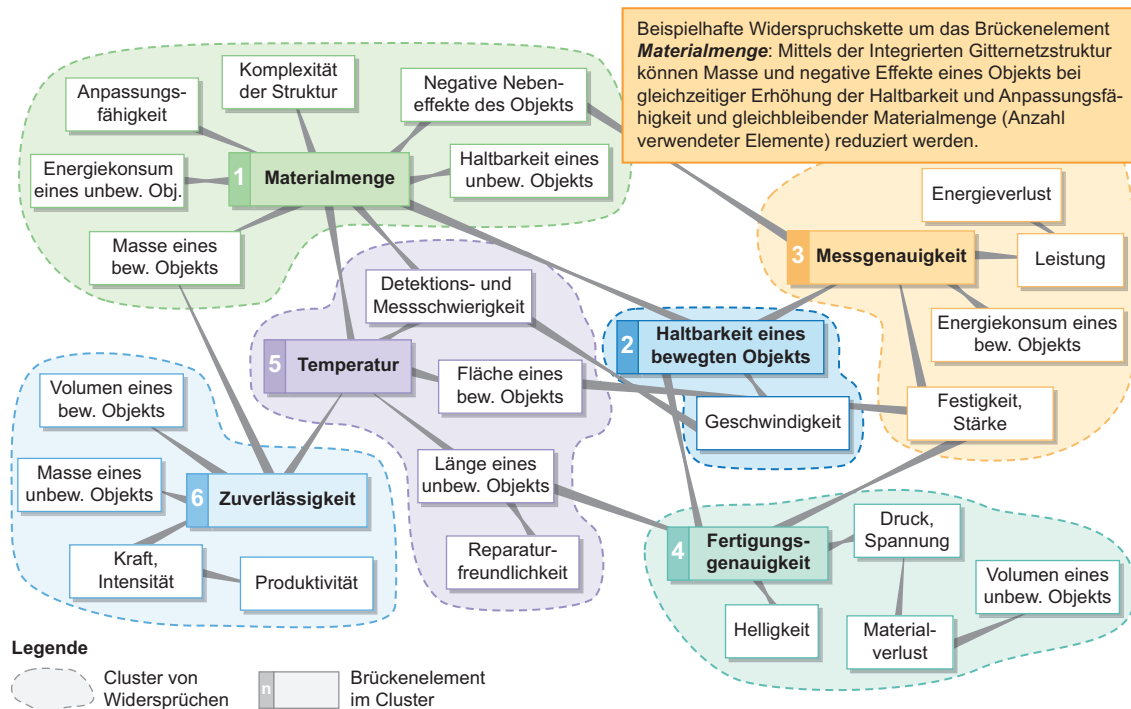 Beispielhafte Widerspruchskette um das Brückenelement
Materialmenge: Mittels der Integrierten Gitternetzstruktur
können Masse und negative Effekte eines Objekts bei
gleichzeitiger Erhöhung der Haltbarkeit und Anpassungsfä-
higkeit und gleichbleibender Materialmenge (Anzahl
verwendeter Elemente) reduziert werden.
Anpassungs-
fähigkeit
Komplexität
der Struktur
Negative Neben-
effekte des Objekts
Energiekonsum
eines unbew. Obj.
1 Materialmenge
Haltbarkeit eines
unbew. Objekts
Masse eines
bew. Objekts
Energieverlust
3 Messgenauigkeit
Leistung
Energiekonsum eines
bew. Objekts
Festigkeit,
Stärke
Detektions- und
Messschwierigkeit
5 Temperatur
Fläche eines
bew. Objekts
Länge eines
unbew. Objekts
Reparatur-
freundlichkeit
2 Haltbarkeit eines
bewegten Objekts
Geschwindigkeit
Volumen eines
bew. Objekts
Masse eines
unbew. Objekts
6 Zuverlässigkeit
Kraft,
Intensität
Produktivität
4 Fertigungs-
genauigkeit
Druck,
Spannung
Helligkeit
Material-
verlust
Volumen eines
unbew. Objekts
Legende
Cluster von
Widersprüchen
n
Brückenelement
im Cluster